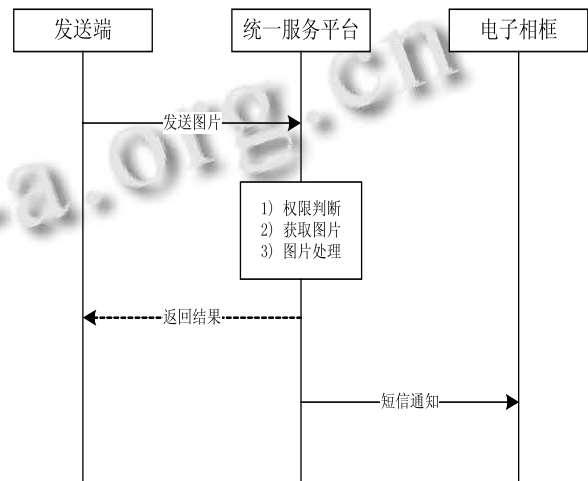 发送端
统一服务平台
电子相框
发送图片
1) 权限判断
2) 获取图片
3) 图片处理
返回结果
短信通知
-a.org.cn